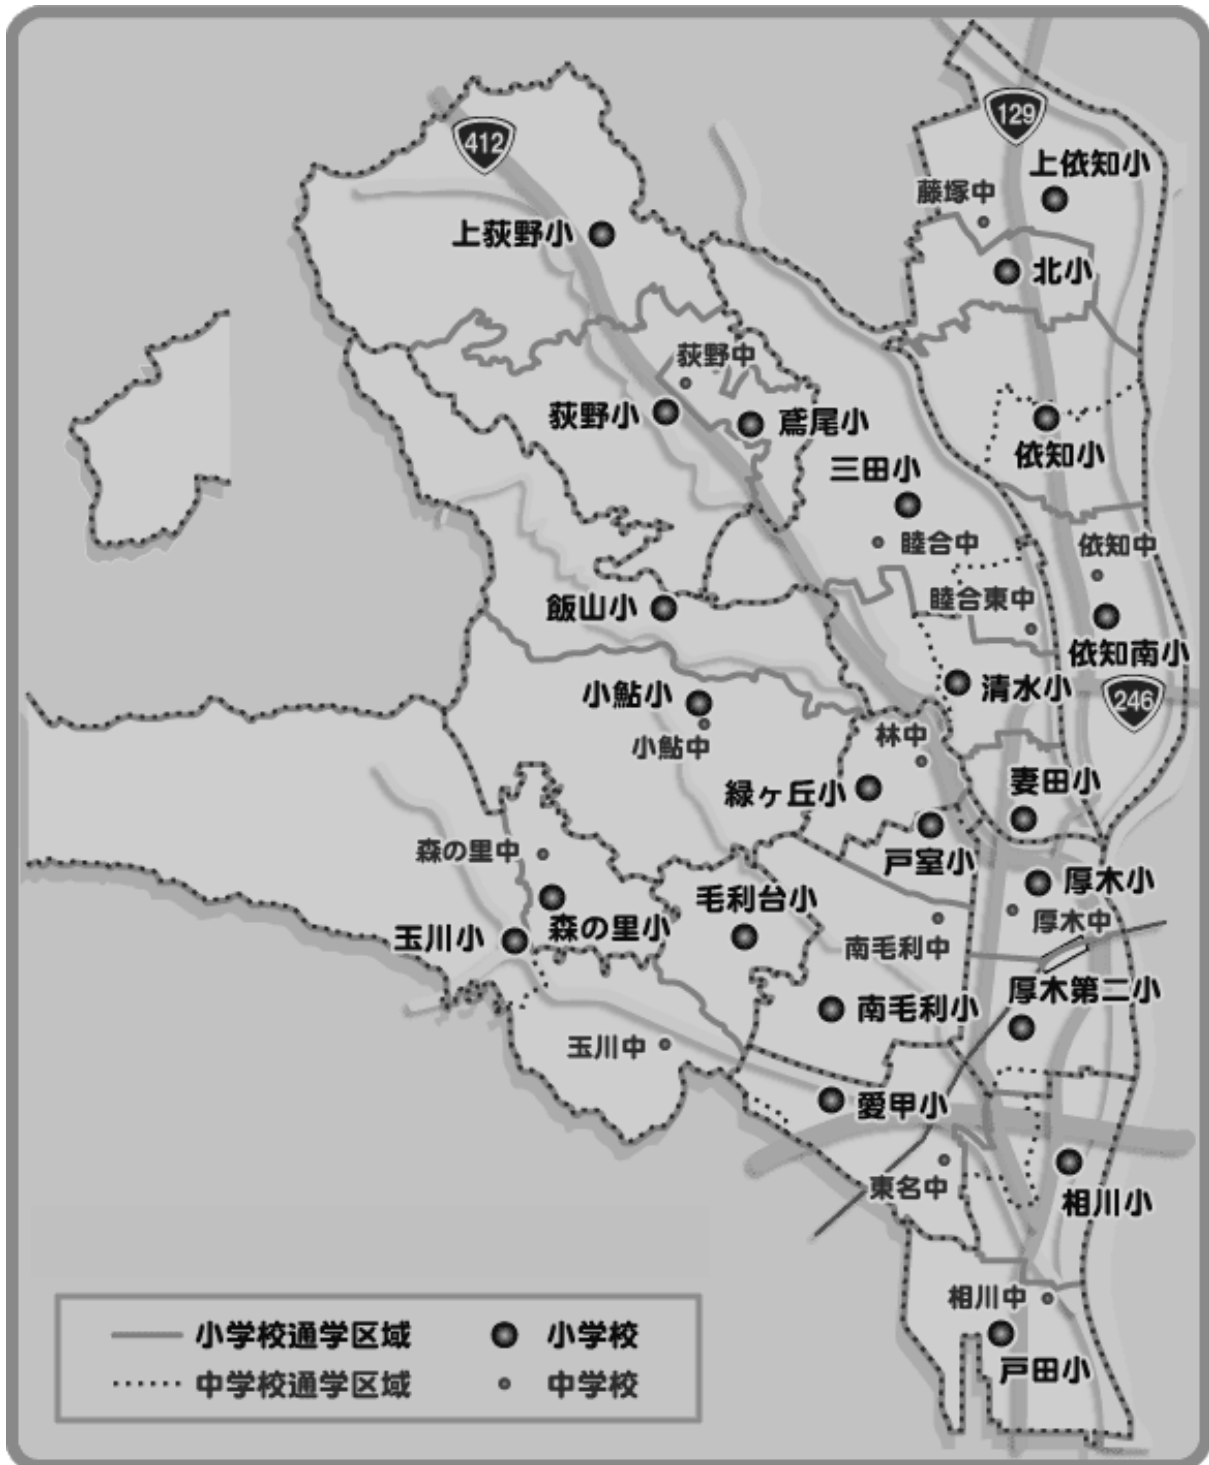 129
412
上依知小
藤塚中
上荻野小
北小
荻野中
荻野小
鳶尾小
依知小
三田小
睦合中
依知中
睦合東中
飯山小
依知南小
小鮎小
清水小
246
小鮎中
林中
緑ヶ丘小
妻田小
森の里中
戸室小
厚木小
毛利台小
厚木中
森の里小
玉川小
南毛利中
厚木第二小
南毛利小
玉川中
愛甲小
東名中
相川小
相川中
戸田小
小学校通学区域
小学校
中学校通学区域
中学校